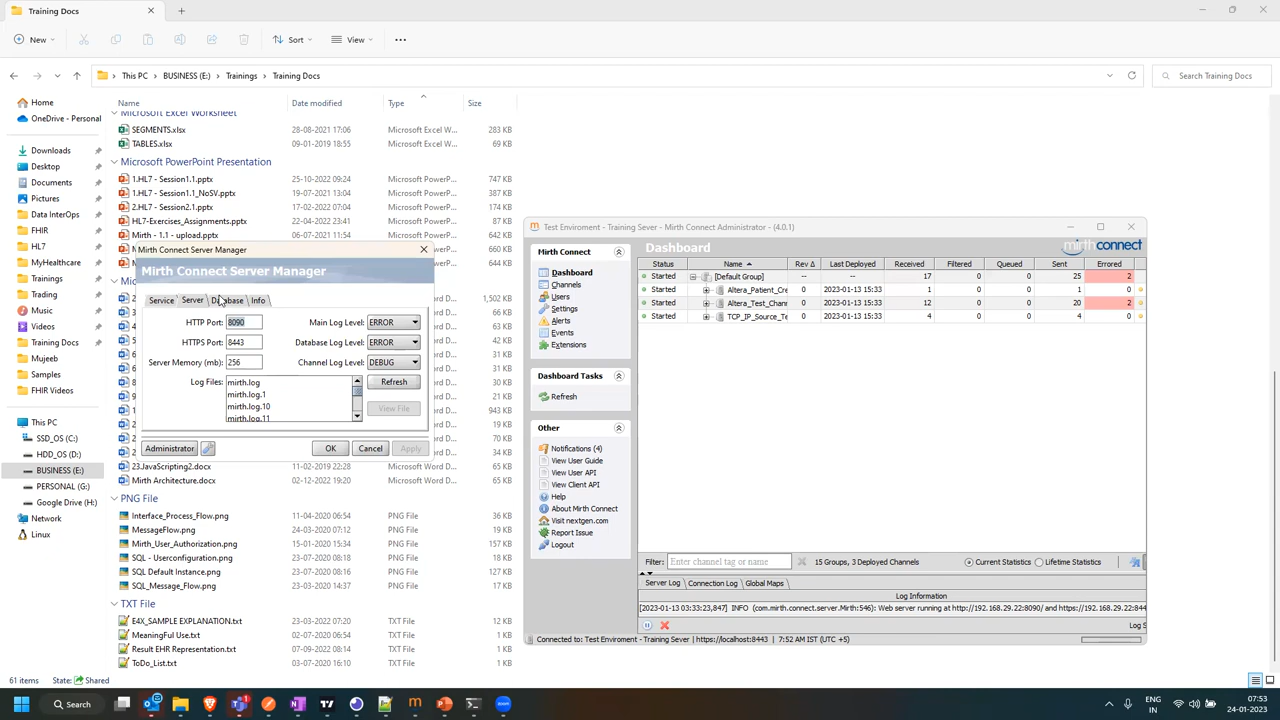 Training Docs
New
Sort
View
This PC
BUSINESS (E:)
Trainings
Training Docs
Search Training Docs
Home
OneDrive - Personal
Downloads
Desktop
Documents
Pictures
Data InterOps
FHIR
HL7
MyHealthcare
Trainings
Trading
Music
Videos
Training Docs
Mujeeb
Samples
FHIR Videos
This PC
SSD_OS (C:)
HDD_OS (D:)
BUSINESS (E:)
PERSONAL (G:)
Google Drive (H:)
Network
Linux
Name Date modified Type Size
Microsoft Excel Worksheet
SEGMENTS.xlsx 28-08-2021 17:06 Microsoft Excel W... 283 KB
TABLES.xlsx 09-01-2019 18:55 Microsoft Excel W... 69 KB
Microsoft PowerPoint Presentation
1.HL7 - Session1.1.pptx 25-10-2022 09:24 Microsoft PowerP... 747 KB
1.HL7 - Session1.1_NoSV.pptx 19-07-2021 13:04 Microsoft PowerP... 387 KB
2.HL7 - Session2.1.pptx 17-02-2022 07:04 Microsoft PowerP... 174 KB
HL7-Exercises_Assignments.pptx 22-04-2022 23:41 Microsoft PowerP... 92 KB
Mirth - 1.1 - upload.pptx 06-07-2021 11:54 Microsoft PowerP...
23.JavaScripting2.docx 11-02-2019 22:28 Microsoft Word D... 65 KB
Mirth Architecture.docx 02-12-2022 19:20 Microsoft Word D... 65 KB
PNG File
Interface_Process_Flow.png 11-04-2020 06:54 PNG File 36 KB
MessageFlow.png 24-03-2020 07:12 PNG File 39 KB
Mirth_User_Authorization.png 15-01-2020 15:34 PNG File 157 KB
SQL - Userconfiguration.png 23-07-2020 08:18 PNG File 64 KB
SQL Default Instance.png 23-07-2020 08:18 PNG File 56 KB
SQL_Message_Flow.png 24-03-2020 14:37 PNG File 34 KB
TXT File
E4X_SAMPLE EXPLANATION.txt 23-03-2022 07:20 TXT File 12 KB
MeaningFul Use.txt 02-07-2020 06:54 TXT File 1 KB
Result EHR Representation.txt 07-09-2022 08:14 TXT File 1 KB
ToDo_List.txt 22-03-2022 16:10 TXT File 2 KB
61 items State: Shared
Mirth Connect Server Manager
Mirth Connect Server Manager
Service Server Database Info
HTTP Port: 8090 Main Log Level: ERROR
HTTPS Port: 8443 Database Log Level: ERROR
Server Memory (mb): 256 Channel Log Level: DEBUG
Log Files: mirth.log
mirth.log.1
mirth.log.10
mirth.log.11
Refresh
View File
Administrator OK Cancel Apply
Test Enviroment - Training Sever - Mirth Connect Administrator - (4.0.1)
Mirth Connect
Dashboard
Channels
Users
Settings
Alerts
Events
Extensions
Dashboard Tasks
Refresh
Other
Notifications (4)
View User Guide
View User API
View Client API
Help
About Mirth Connect
Visit nextgen.com
Report Issue
Logout
Dashboard
mirth connect
Status Name Rev Δ Last Deployed Received Filtered Queued Sent Errored
Started [Default Group] -- -- 17 0 0 25 2
Started Altera_Patient_Cre 0 2023-01-13 15:33 1 0 0 1 0
Started Altera_Test_Chann 0 2023-01-13 15:33 12 0 0 20 2
Started TCP_IP_Source_Te 0 2023-01-13 15:33 4 0 0 4 0
Filter: Enter channel tag or name 15 Groups, 3 Deployed Channels Current Statistics Lifetime Statistics
Server Log Connection Log Global Maps
Log Information
[2023-01-13 03:33:23,847] INFO (com.mirth.connect.server.Mirth:546): Web server running at http://192.168.29.22:8090/ and https://192.168.29.22:844
Log S
Connected to: Test Enviroment - Training Sever | https://localhost:8443 | 7:52 AM IST (UTC +5)
Search
ENG
IN
07:53
24-01-2023